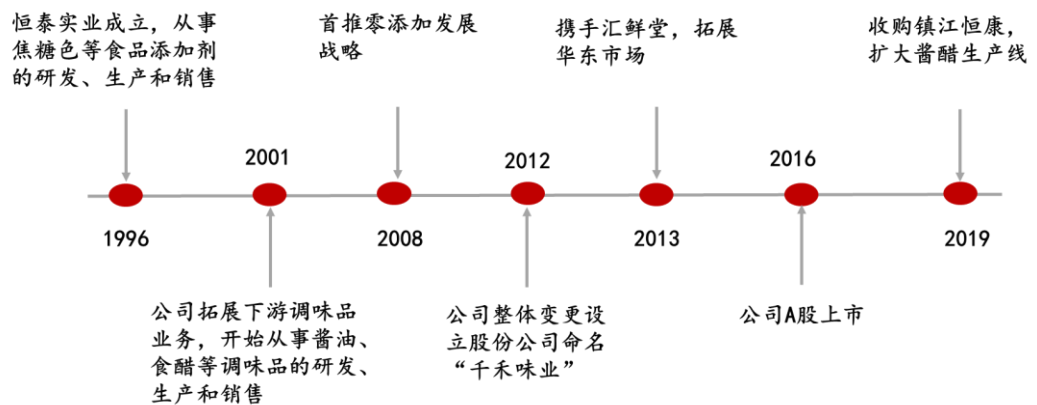 恒泰实业成立，从事
焦糖色等食品添加剂
的研发、生产和销售
首推零添加发展
战略
携手汇鲜堂，拓展
华东市场
收购镇江恒康，
扩大酱醋生产线
2001
2012
2016
1996
2008
2013
2019
公司拓展下游调味品
业务，开始从事酱油、
食醋等调味品的研发、
生产和销售
公司整体变更设
立股份公司命名
“千禾味业”
公司A股上市